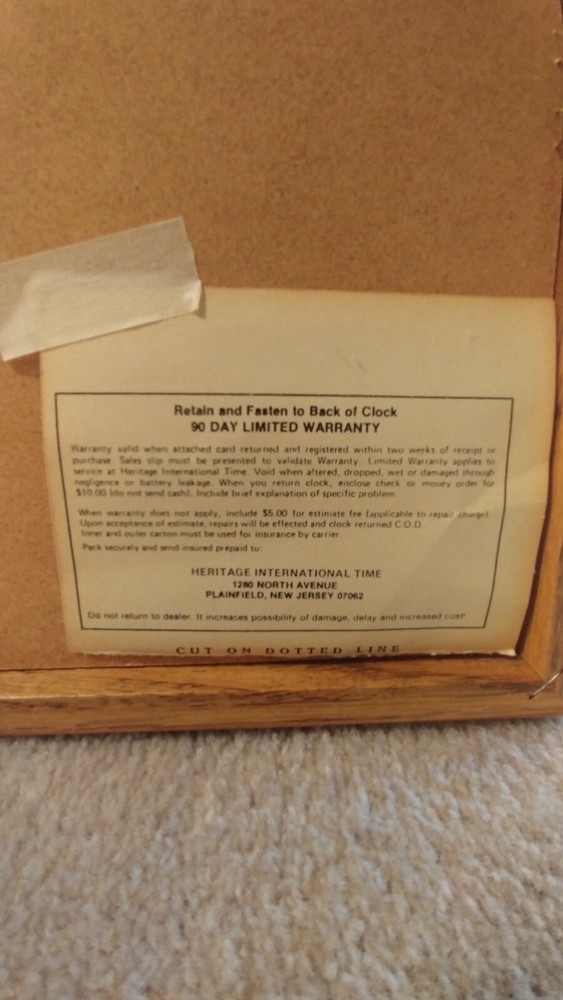 Retain and Fasten to Back of Clock
90 DAY LIMITED WARRANTY
Warranty valid when attached card returned and registered within two weeks of receipt or
purchase. Sales slip must be presented to validate Warranty. Limited Warranty applies to
service at Heritage International Time. Void when altered, dropped, wet or damaged through
negligence or battery leakage. When you return clock, enclose check or money order for
$10.00 (do not send cash). Include brief explanation of specific problem.
When warranty does not apply, include $5.00 for estimate fee (applicable to repair charge).
Upon acceptance of estimate, repairs will be effected and clock returned C.O.D.
Inner and outer carton must be used for insurance by carrier.
Pack securely and send insured prepaid to:
HERITAGE INTERNATIONAL TIME
1280 NORTH AVENUE
PLAINFIELD, NEW JERSEY 07062
Do not return to dealer. It increases possibility of damage, delay and increased cost.
CUT ON DOTTED LINE